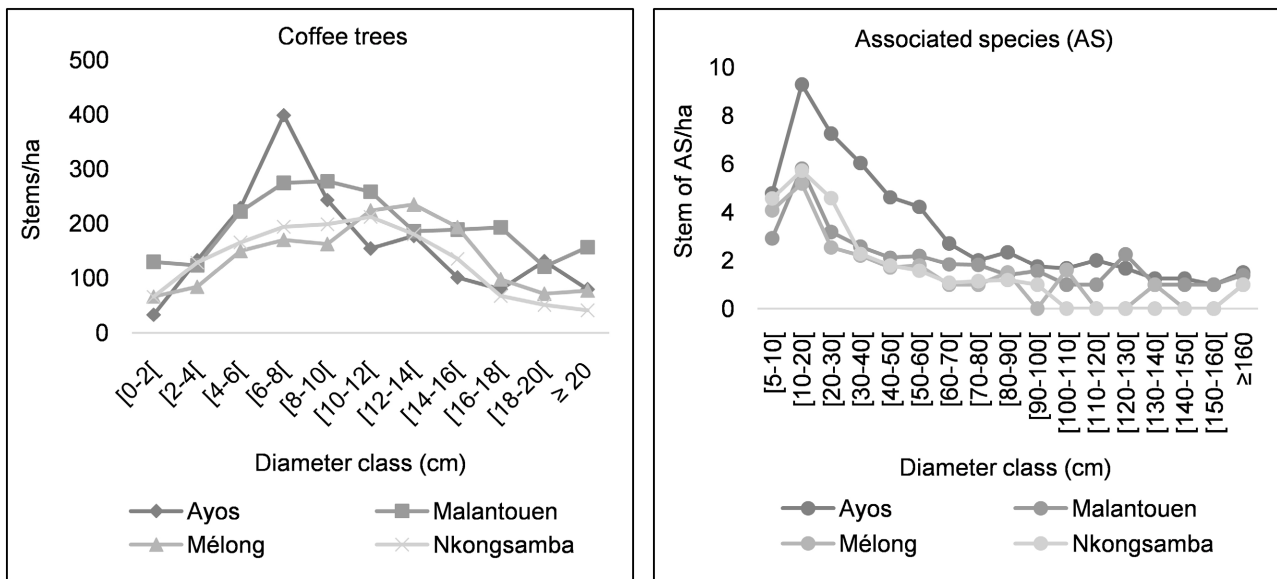 Coffee trees
500
400
300
200
100
0
Stems/ha
[0-2[
[2-4[
[4-6[
[6-8[
[8-10[
[10-12[
[12-14[
[14-16[
[16-18[
[18-20[
≥ 20
Diameter class (cm)
Ayos
Malantouen
Mélong
Nkongsamba
Associated species (AS)
10
8
6
4
2
0
Stem of AS/ha
[5-10[
[10-20[
[20-30[
[30-40[
[40-50[
[50-60[
[60-70[
[70-80[
[80-90[
[90-100[
[100-110[
[110-120[
[120-130[
[130-140[
[140-150[
[150-160[
≥160
Diameter class (cm)
Ayos
Malantouen
Mélong
Nkongsamba